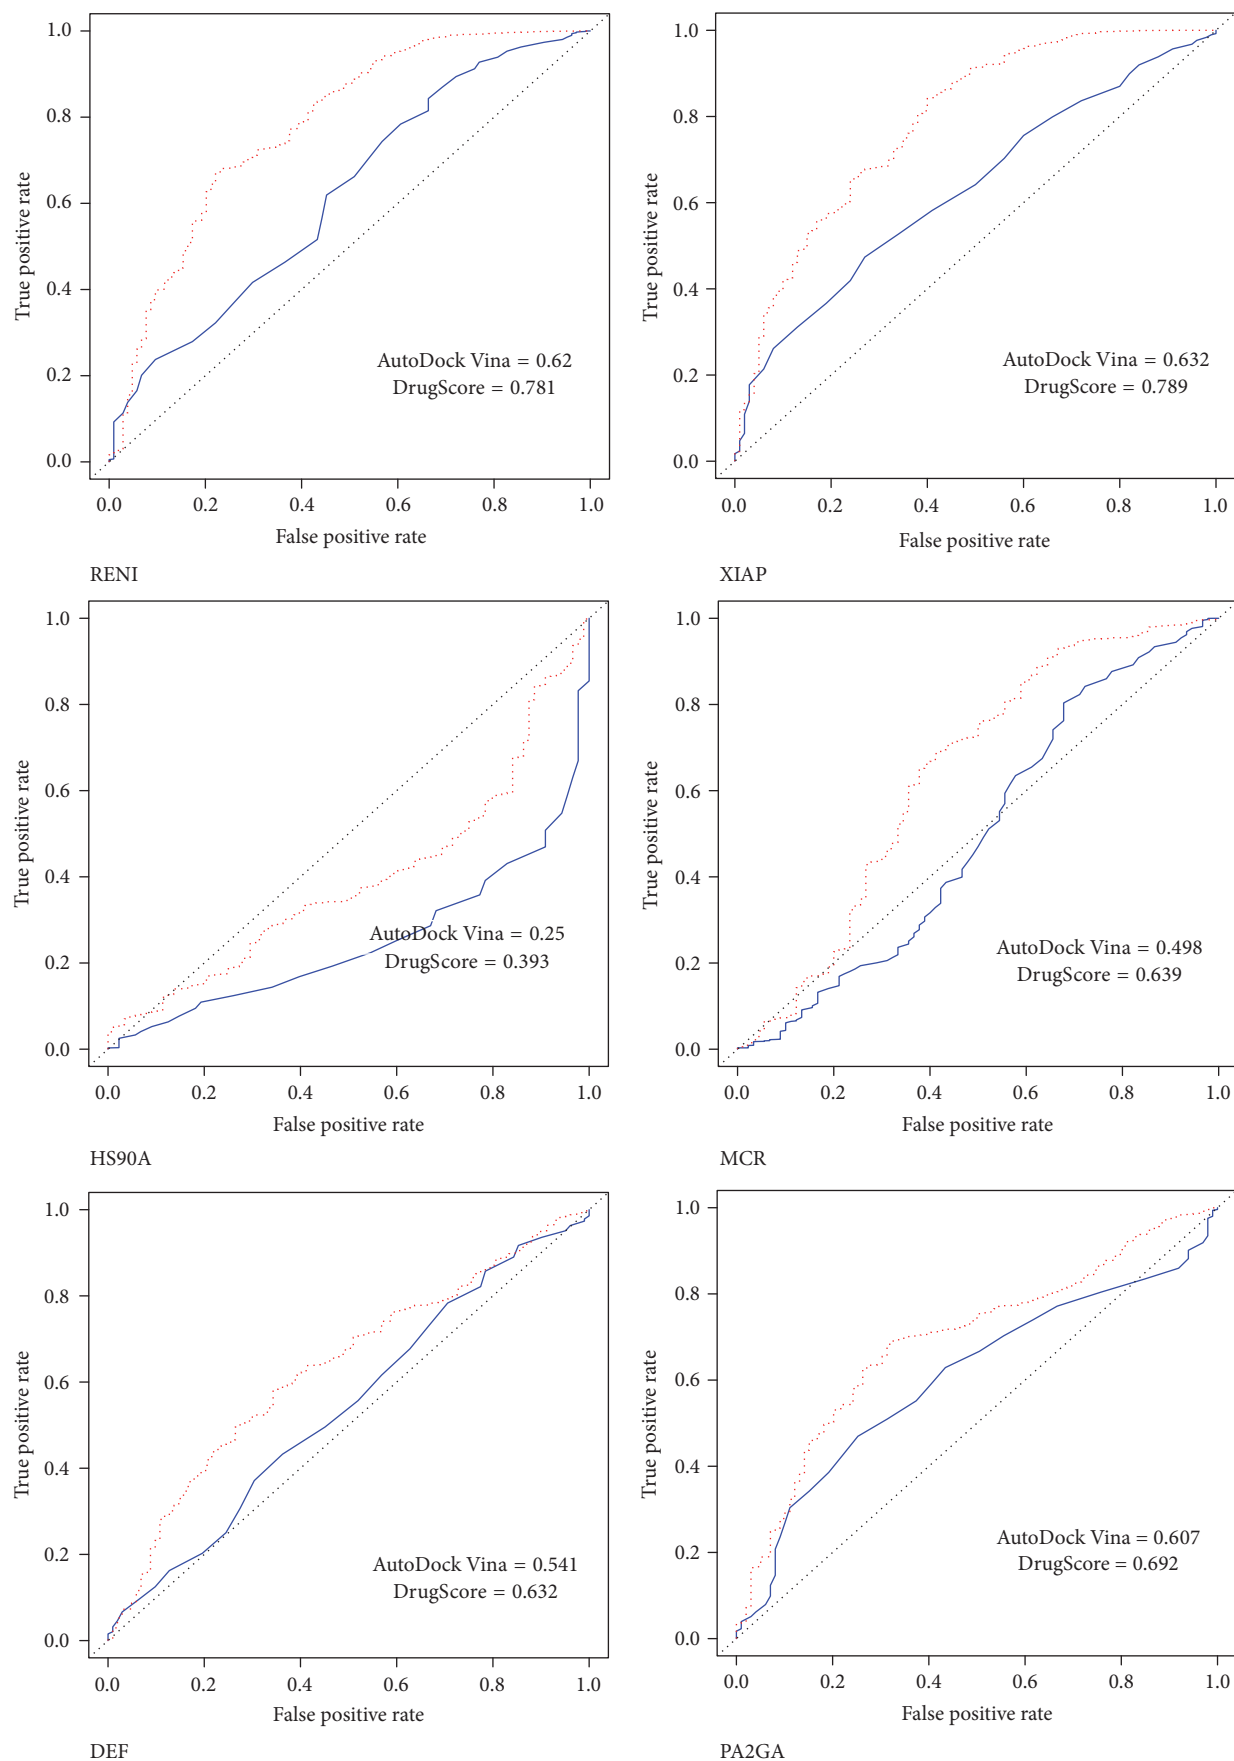 1.0
0.8
0.6
0.4
0.2
0.0
True positive rate
AutoDock Vina = 0.62
DrugScore = 0.781
0.0 0.2 0.4 0.6 0.8 1.0
False positive rate
RENI
1.0
0.8
0.6
0.4
0.2
0.0
True positive rate
AutoDock Vina = 0.632
DrugScore = 0.789
0.0 0.2 0.4 0.6 0.8 1.0
False positive rate
XIAP
1.0
0.8
0.6
0.4
0.2
0.0
True positive rate
AutoDock Vina = 0.25
DrugScore = 0.393
0.0 0.2 0.4 0.6 0.8 1.0
False positive rate
HS90A
1.0
0.8
0.6
0.4
0.2
0.0
True positive rate
AutoDock Vina = 0.498
DrugScore = 0.639
0.0 0.2 0.4 0.6 0.8 1.0
False positive rate
MCR
1.0
0.8
0.6
0.4
0.2
0.0
True positive rate
AutoDock Vina = 0.541
DrugScore = 0.632
0.0 0.2 0.4 0.6 0.8 1.0
False positive rate
DEF
1.0
0.8
0.6
0.4
0.2
0.0
True positive rate
AutoDock Vina = 0.607
DrugScore = 0.692
0.0 0.2 0.4 0.6 0.8 1.0
False positive rate
PA2GA